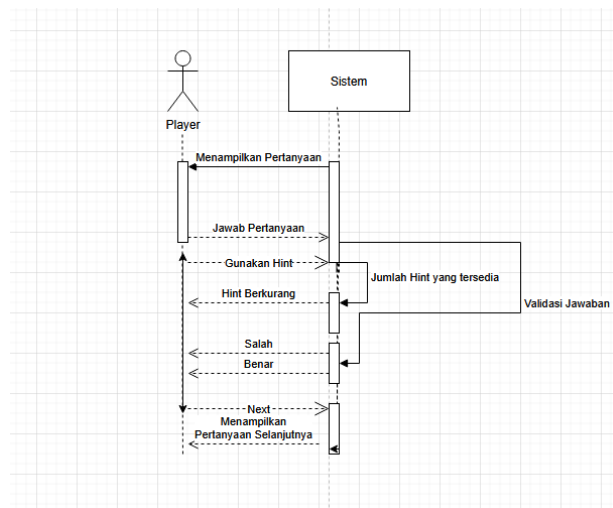 Sistem
Player
Menampilkan Pertanyaan
Jawab Pertanyaan
Gunakan Hint
Jumlah Hint yang tersedia
Hint Berkurang
Validasi Jawaban
Salah
Benar
Next
Menampilkan
Pertanyaan Selanjutnya